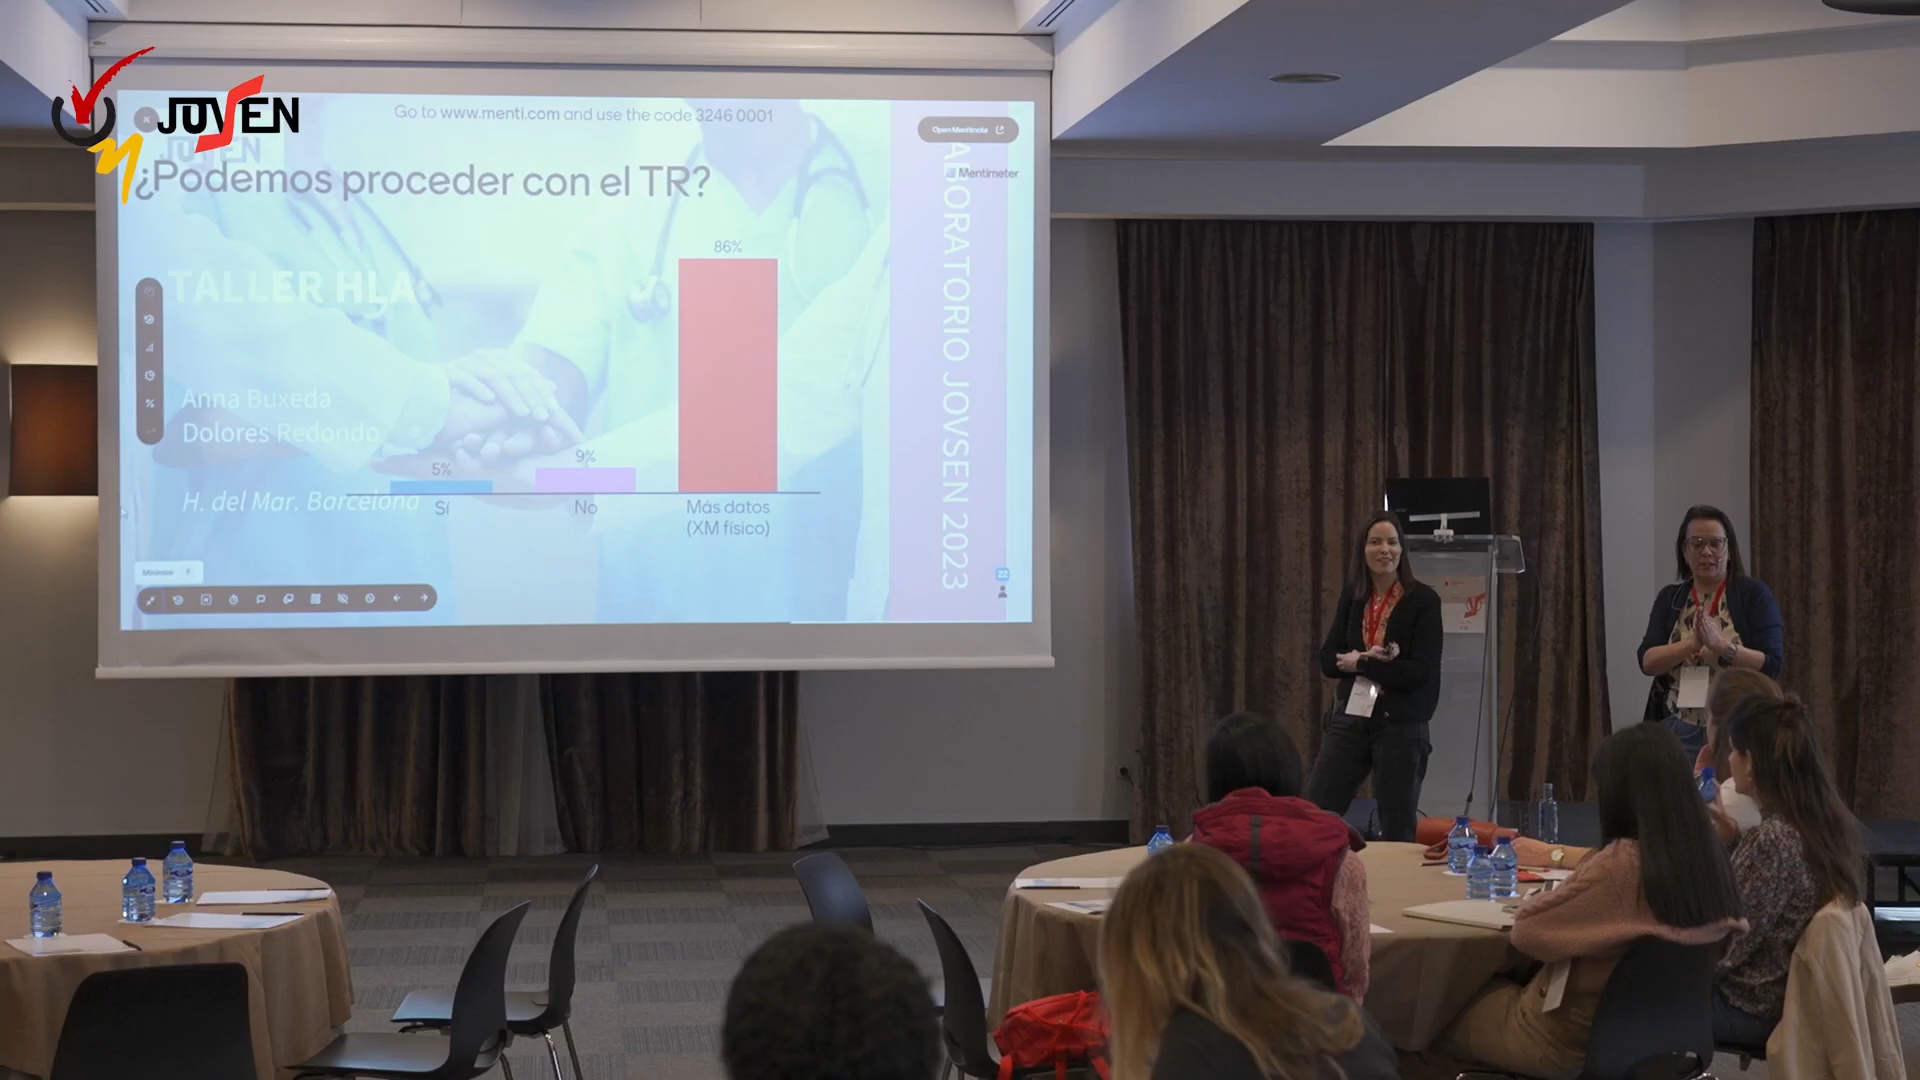 JOVSEN
Go to www.menti.com and use the code 3246 0001
Open Mentimeter
Mentimeter
¿Podemos proceder con el TR?
TALLER HLA
Anna Buxeda
Dolores Redondo
H. del Mar. Barcelona
86%
9%
5%
Sí
No
Más datos
(XM físico)
LABORATORIO JOVSEN 2023
Minimize F
22